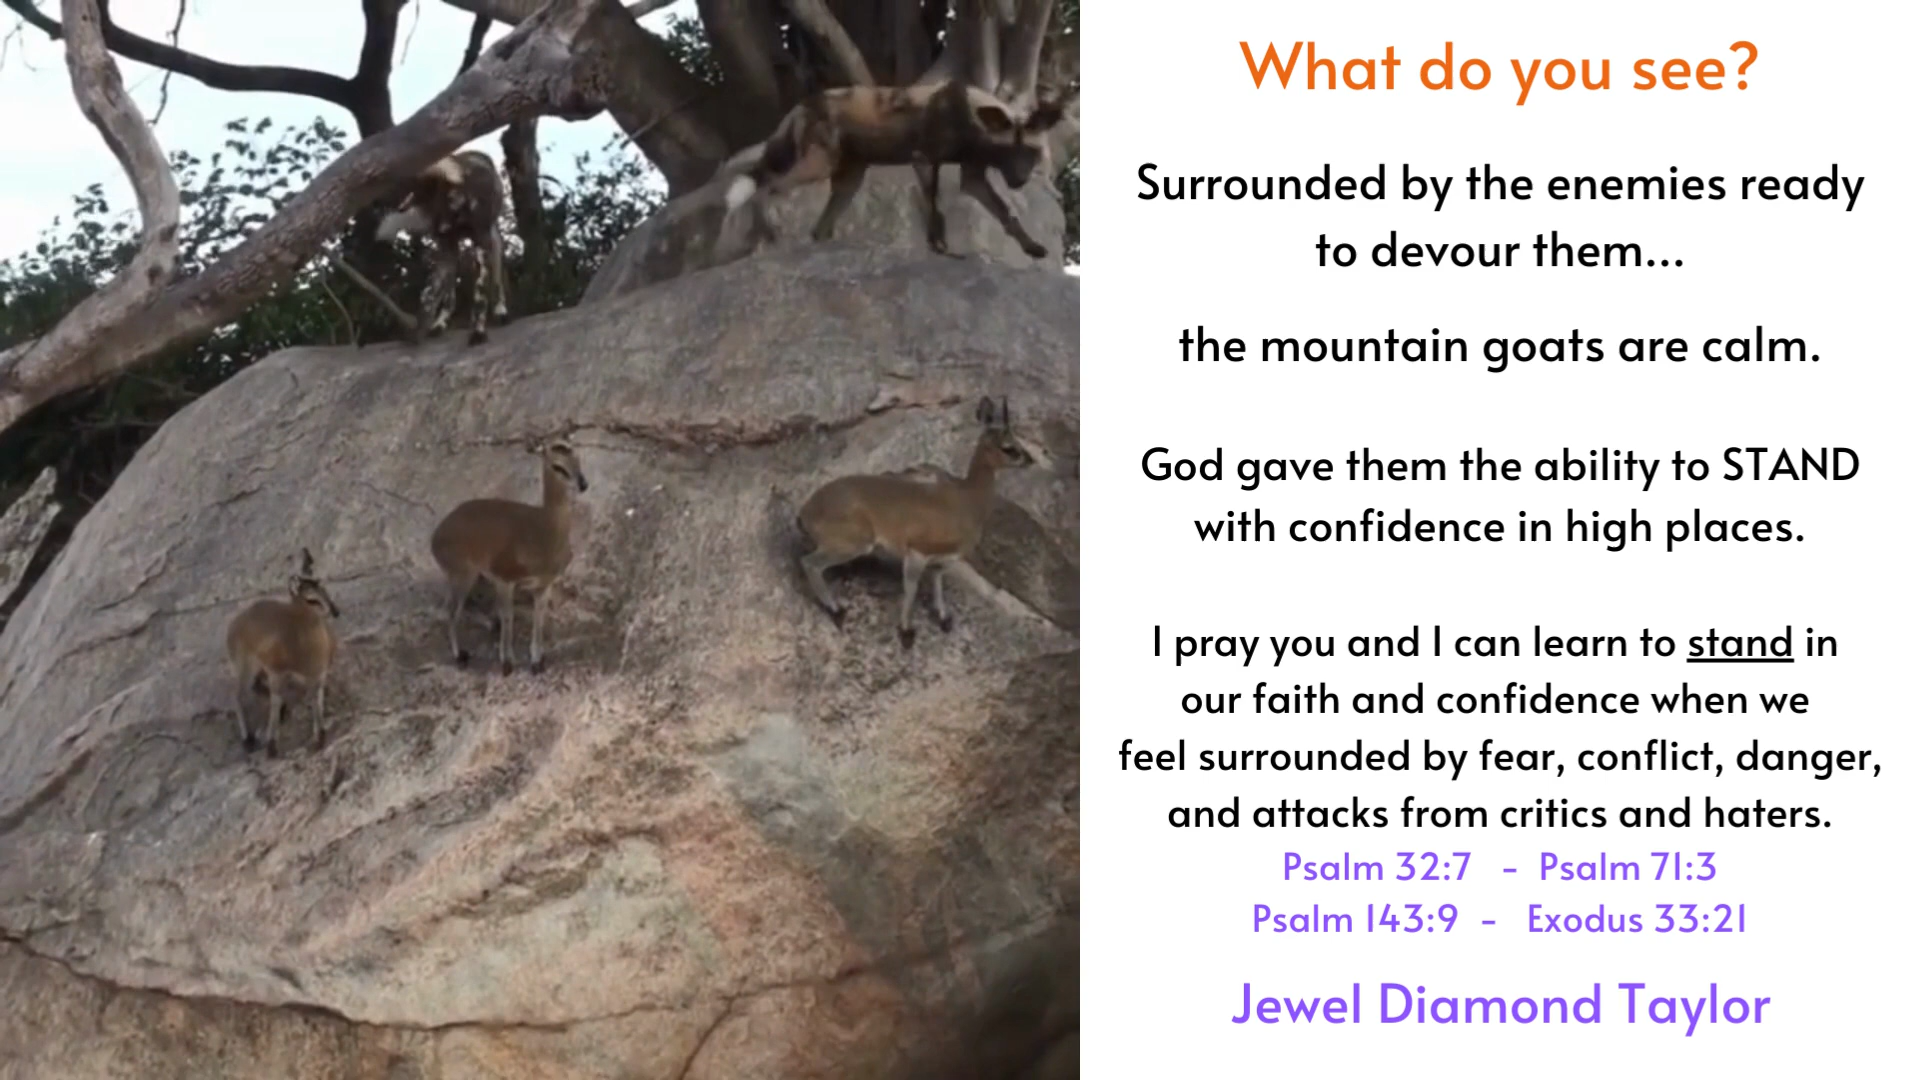 What do you see?
Surrounded by the enemies ready
to devour them...
the mountain goats are calm.
God gave them the ability to STAND
with confidence in high places.
I pray you and I can learn to stand in
our faith and confidence when we
feel surrounded by fear, conflict, danger,
and attacks from critics and haters.
Psalm 32:7 - Psalm 71:3
Psalm 143:9 - Exodus 33:21
Jewel Diamond Taylor